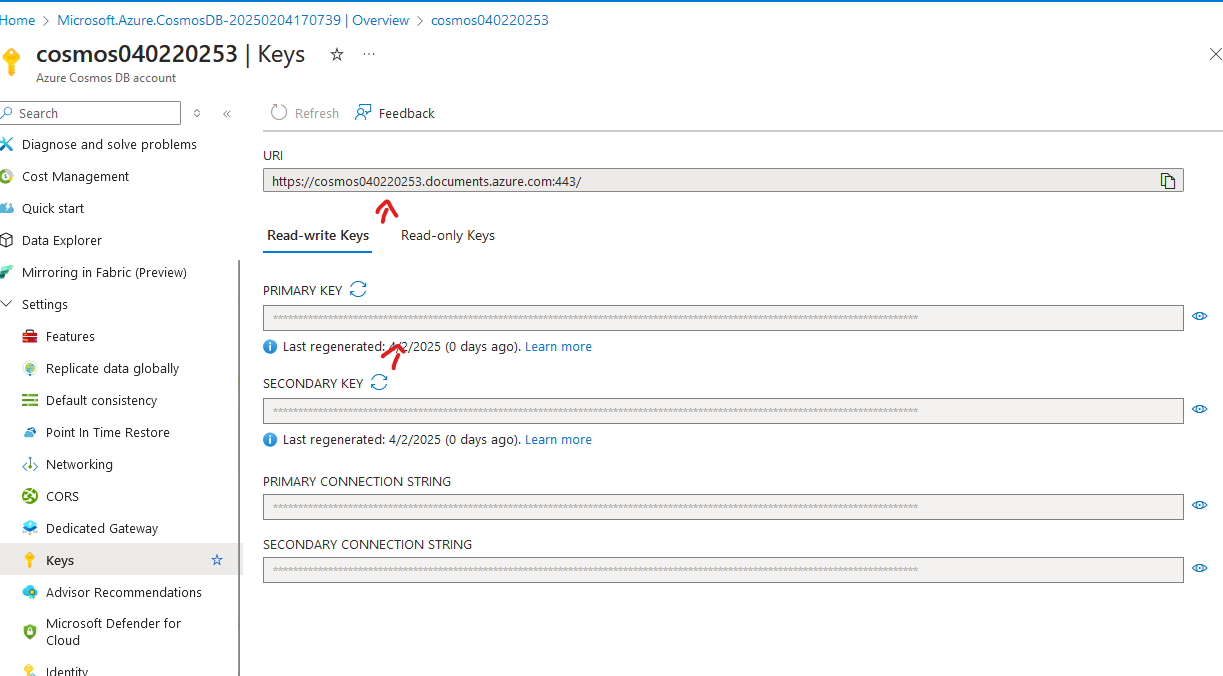 Home > Microsoft.Azure.CosmosDB-20250204170739 | Overview > cosmos040220253
cosmos040220253 | Keys
Azure Cosmos DB account
Search
Refresh
Feedback
Diagnose and solve problems
Cost Management
Quick start
Data Explorer
Mirroring in Fabric (Preview)
Settings
Features
Replicate data globally
Default consistency
Point In Time Restore
Networking
CORS
Dedicated Gateway
Keys
Advisor Recommendations
Microsoft Defender for
Cloud
Identity
URI
https://cosmos040220253.documents.azure.com:443/
Read-write Keys
Read-only Keys
PRIMARY KEY
Last regenerated: 4/2/2025 (0 days ago). Learn more
SECONDARY KEY
Last regenerated: 4/2/2025 (0 days ago). Learn more
PRIMARY CONNECTION STRING
SECONDARY CONNECTION STRING